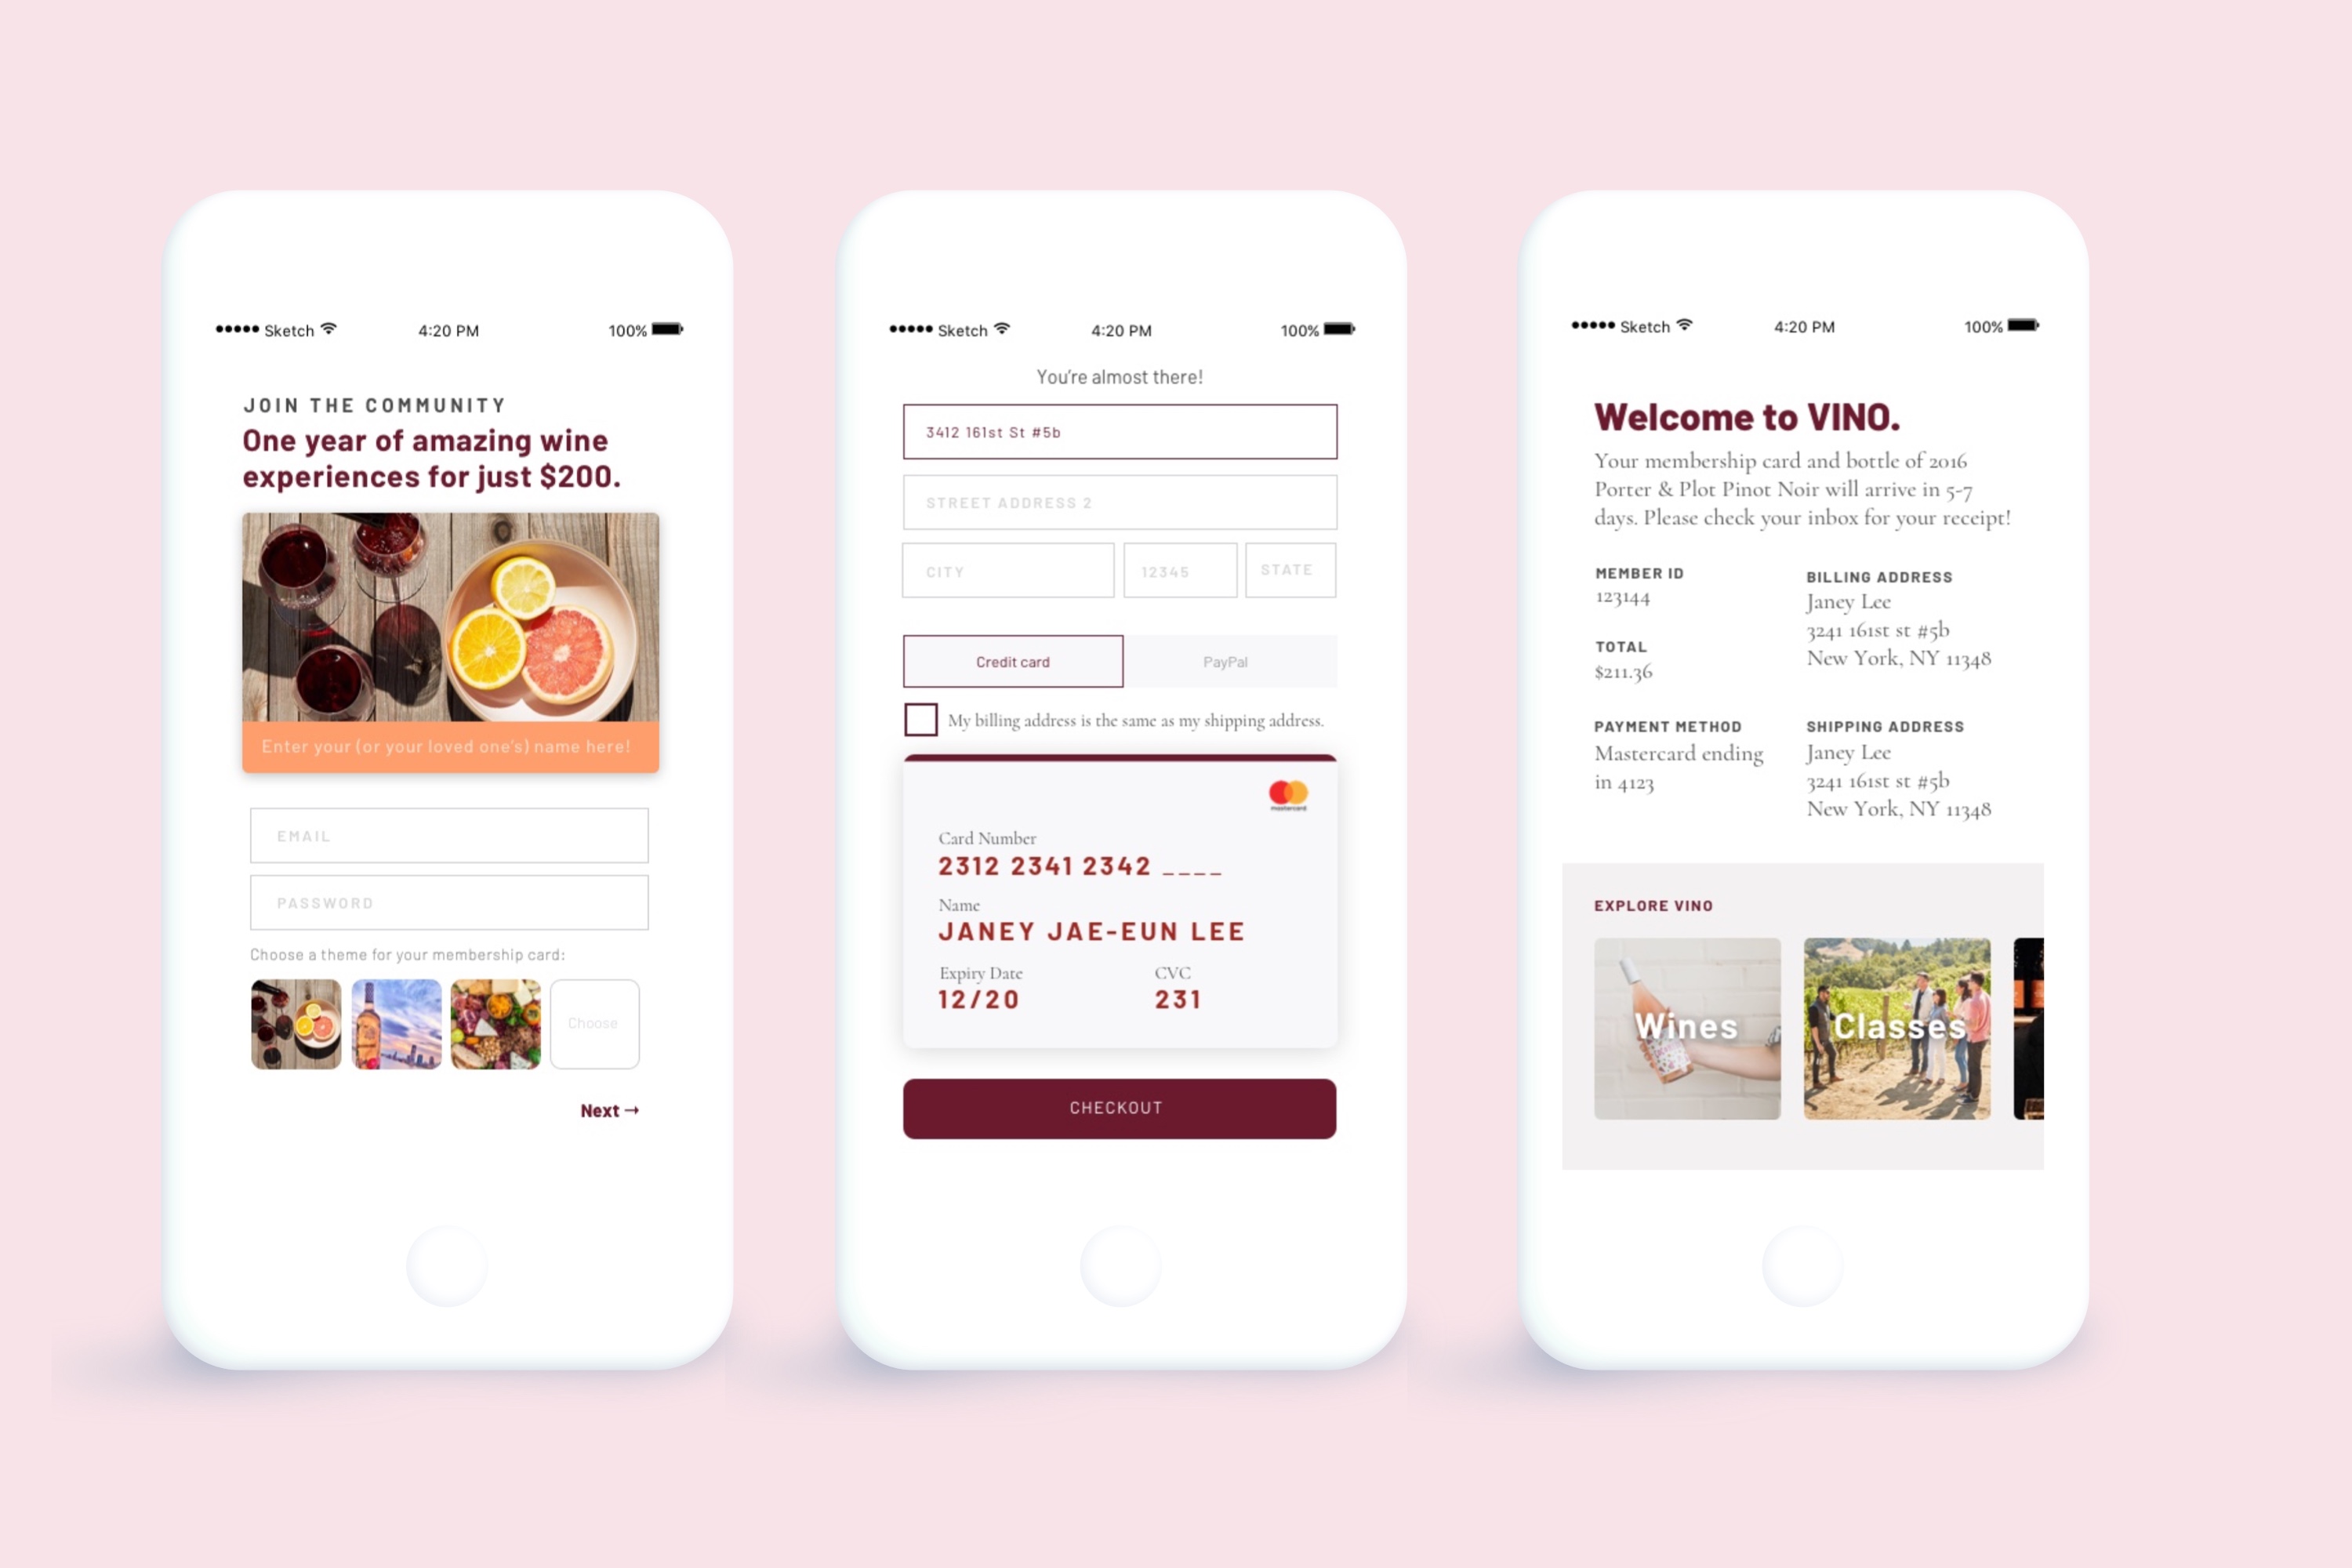 Sketch 4:20 PM 100%
JOIN THE COMMUNITY
One year of amazing wine
experiences for just $200.
Enter your (or your loved one's) name here!
EMAIL
PASSWORD
Choose a theme for your membership card:
Choose
Next →
Sketch 4:20 PM 100%
You're almost there!
3412 161st St #5b
STREET ADDRESS 2
CITY 12345 STATE
Credit card PayPal
My billing address is the same as my shipping address.
mastercard
Card Number
2312 2341 2342 _ _ _ _
Name
JANEY JAE-EUN LEE
Expiry Date CVC
12/20 231
CHECKOUT
Sketch 4:20 PM 100%
Welcome to VINO.
Your membership card and bottle of 2016
Porter & Plot Pinot Noir will arrive in 5-7
days. Please check your inbox for your receipt!
MEMBER ID
123144
TOTAL
$211.36
BILLING ADDRESS
Janey Lee
3241 161st st #5b
New York, NY 11348
PAYMENT METHOD
Mastercard ending
in 4123
SHIPPING ADDRESS
Janey Lee
3241 161st st #5b
New York, NY 11348
EXPLORE VINO
Wines Classes